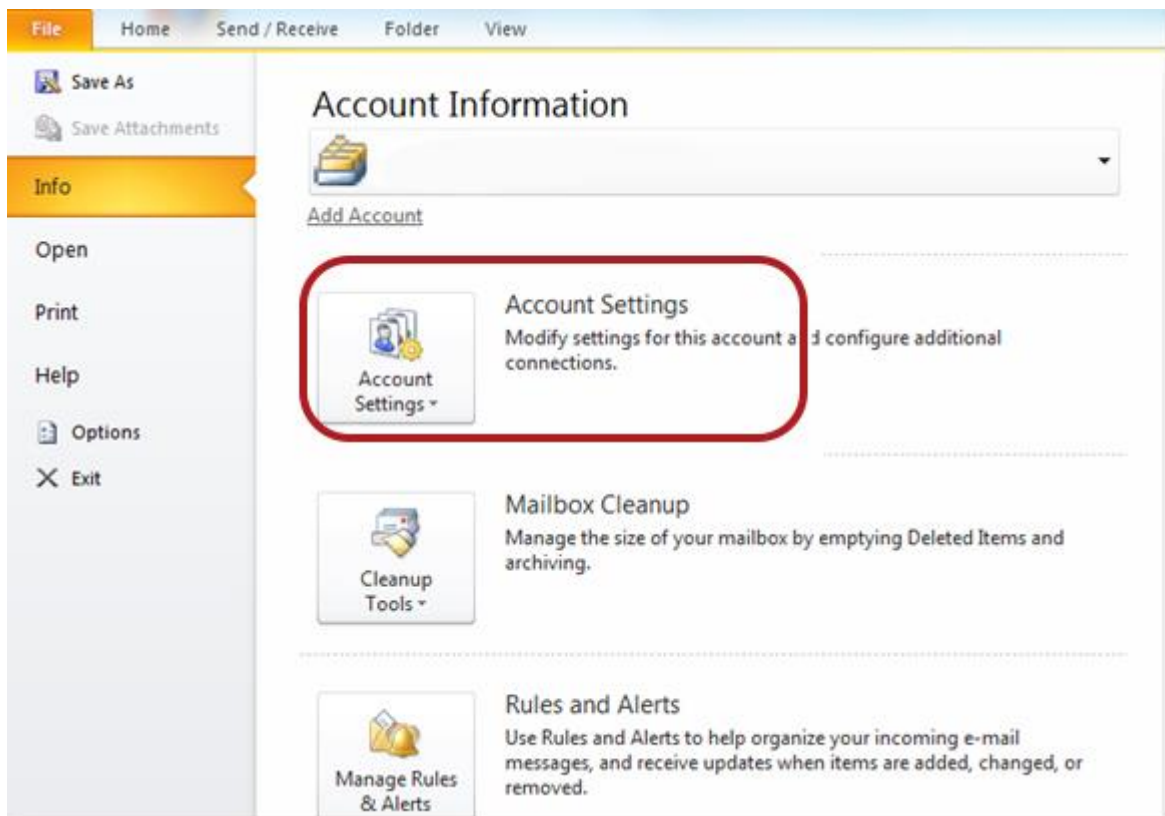 File Home Send / Receive Folder View
Save As
Save Attachments
Info
Open
Print
Help
Options
Exit
Account Information
Add Account
Account
Settings
Account Settings
Modify settings for this account a d configure additional
connections.
Cleanup
Tools
Mailbox Cleanup
Manage the size of your mailbox by emptying Deleted Items and
archiving.
Manage Rules
& Alerts
Rules and Alerts
Use Rules and Alerts to help organize your incoming e-mail
messages, and receive updates when items are added, changed, or
removed.